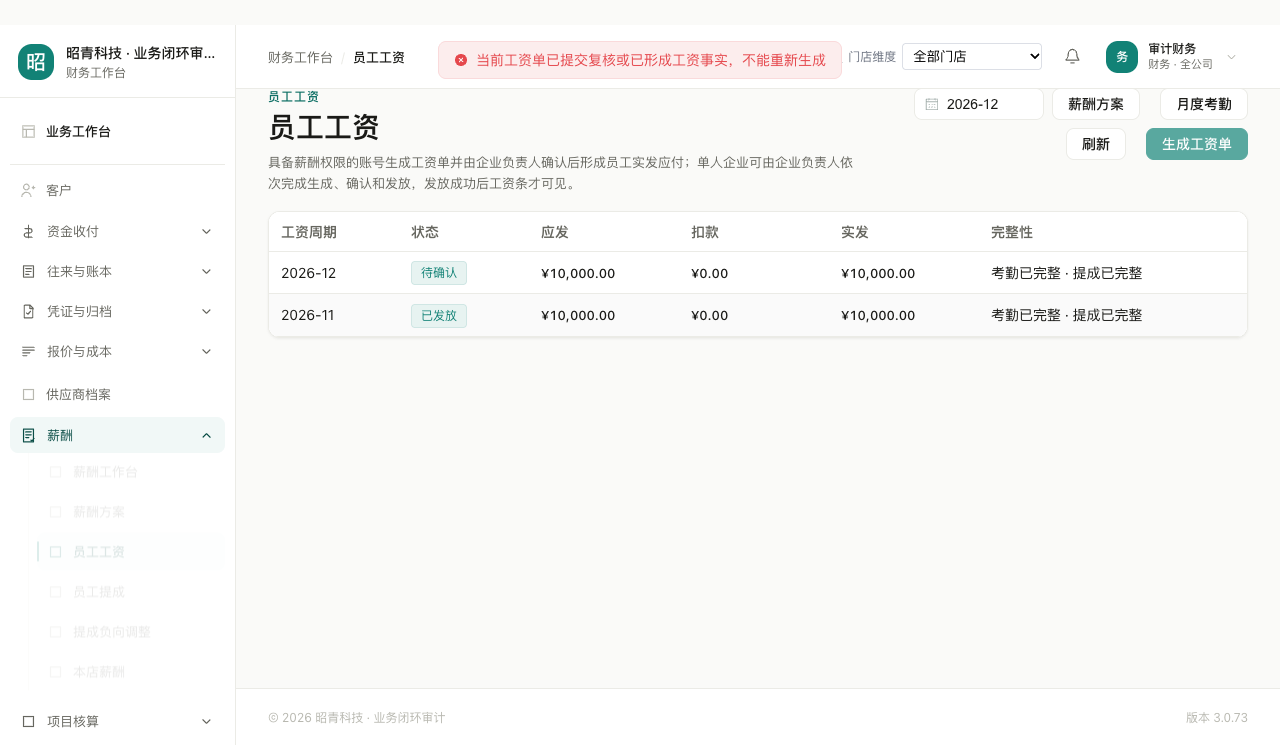 昭
昭青科技 · 业务闭环审...
财务工作台
业务工作台
客户
资金收付
往来与账本
凭证与归档
报价与成本
供应商档案
薪酬
薪酬工作台
薪酬方案
员工工资
员工提成
提成负向调整
本店薪酬
项目核算
财务工作台 / 员工工资
当前工资单已提交复核或已形成工资事实，不能重新生成
门店维度 全部门店
务
审计财务
财务 · 全公司
员工工资
员工工资
具备薪酬权限的账号生成工资单并由企业负责人确认后形成员工实发应付；单人企业可由企业负责人依
次完成生成、确认和发放，发放成功后工资条才可见。
2026-12 薪酬方案 月度考勤
刷新 生成工资单
工资周期 状态 应发 扣款 实发 完整性
2026-12 待确认 ¥10,000.00 ¥0.00 ¥10,000.00 考勤已完整 · 提成已完整
2026-11 已发放 ¥10,000.00 ¥0.00 ¥10,000.00 考勤已完整 · 提成已完整
© 2026 昭青科技 · 业务闭环审计
版本 3.0.73